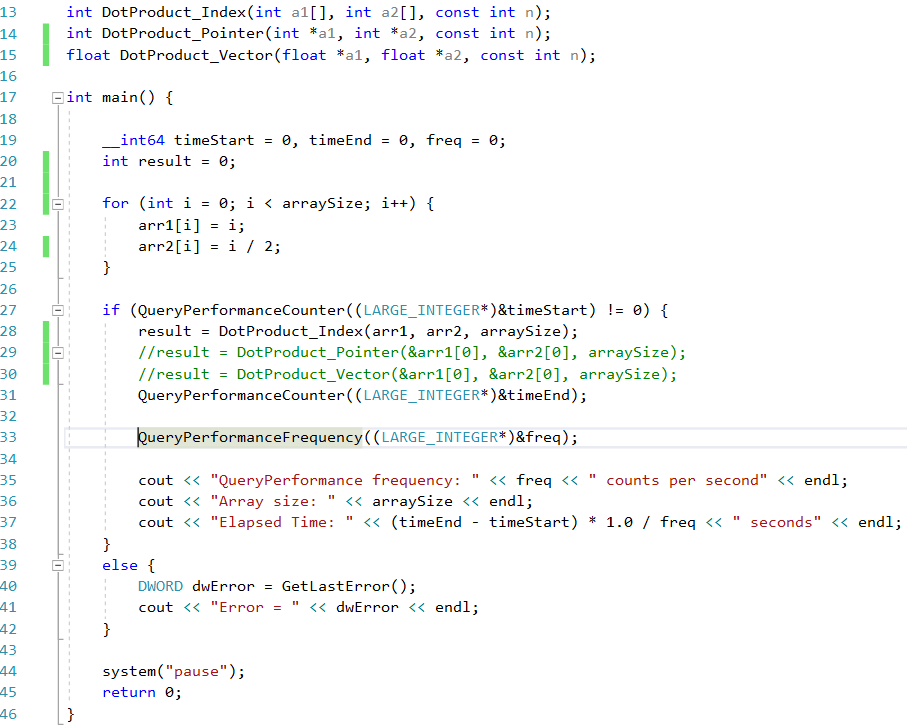 13 int DotProduct_Index(int a1[], int a2[], const int n);
14 int DotProduct_Pointer(int *a1, int *a2, const int n);
15 float DotProduct_Vector(float *a1, float *a2, const int n);
16
17 int main() {
18
19 __int64 timeStart = 0, timeEnd = 0, freq = 0;
20 int result = 0;
21
22 for (int i = 0; i < arraySize; i++) {
23 arr1[i] = i;
24 arr2[i] = i / 2;
25 }
26
27 if (QueryPerformanceCounter((LARGE_INTEGER*)&timeStart) != 0) {
28 result = DotProduct_Index(arr1, arr2, arraySize);
29 //result = DotProduct_Pointer(&arr1[0], &arr2[0], arraySize);
30 //result = DotProduct_Vector(&arr1[0], &arr2[0], arraySize);
31 QueryPerformanceCounter((LARGE_INTEGER*)&timeEnd);
32
33 QueryPerformanceFrequency((LARGE_INTEGER*)&freq);
34
35 cout << "QueryPerformance frequency: " << freq << " counts per second" << endl;
36 cout << "Array size: " << arraySize << endl;
37 cout << "Elapsed Time: " << (timeEnd - timeStart) * 1.0 / freq << " seconds" << endl;
38 }
39 else {
40 DWORD dwError = GetLastError();
41 cout << "Error = " << dwError << endl;
42 }
43
44 system("pause");
45 return 0;
46 }